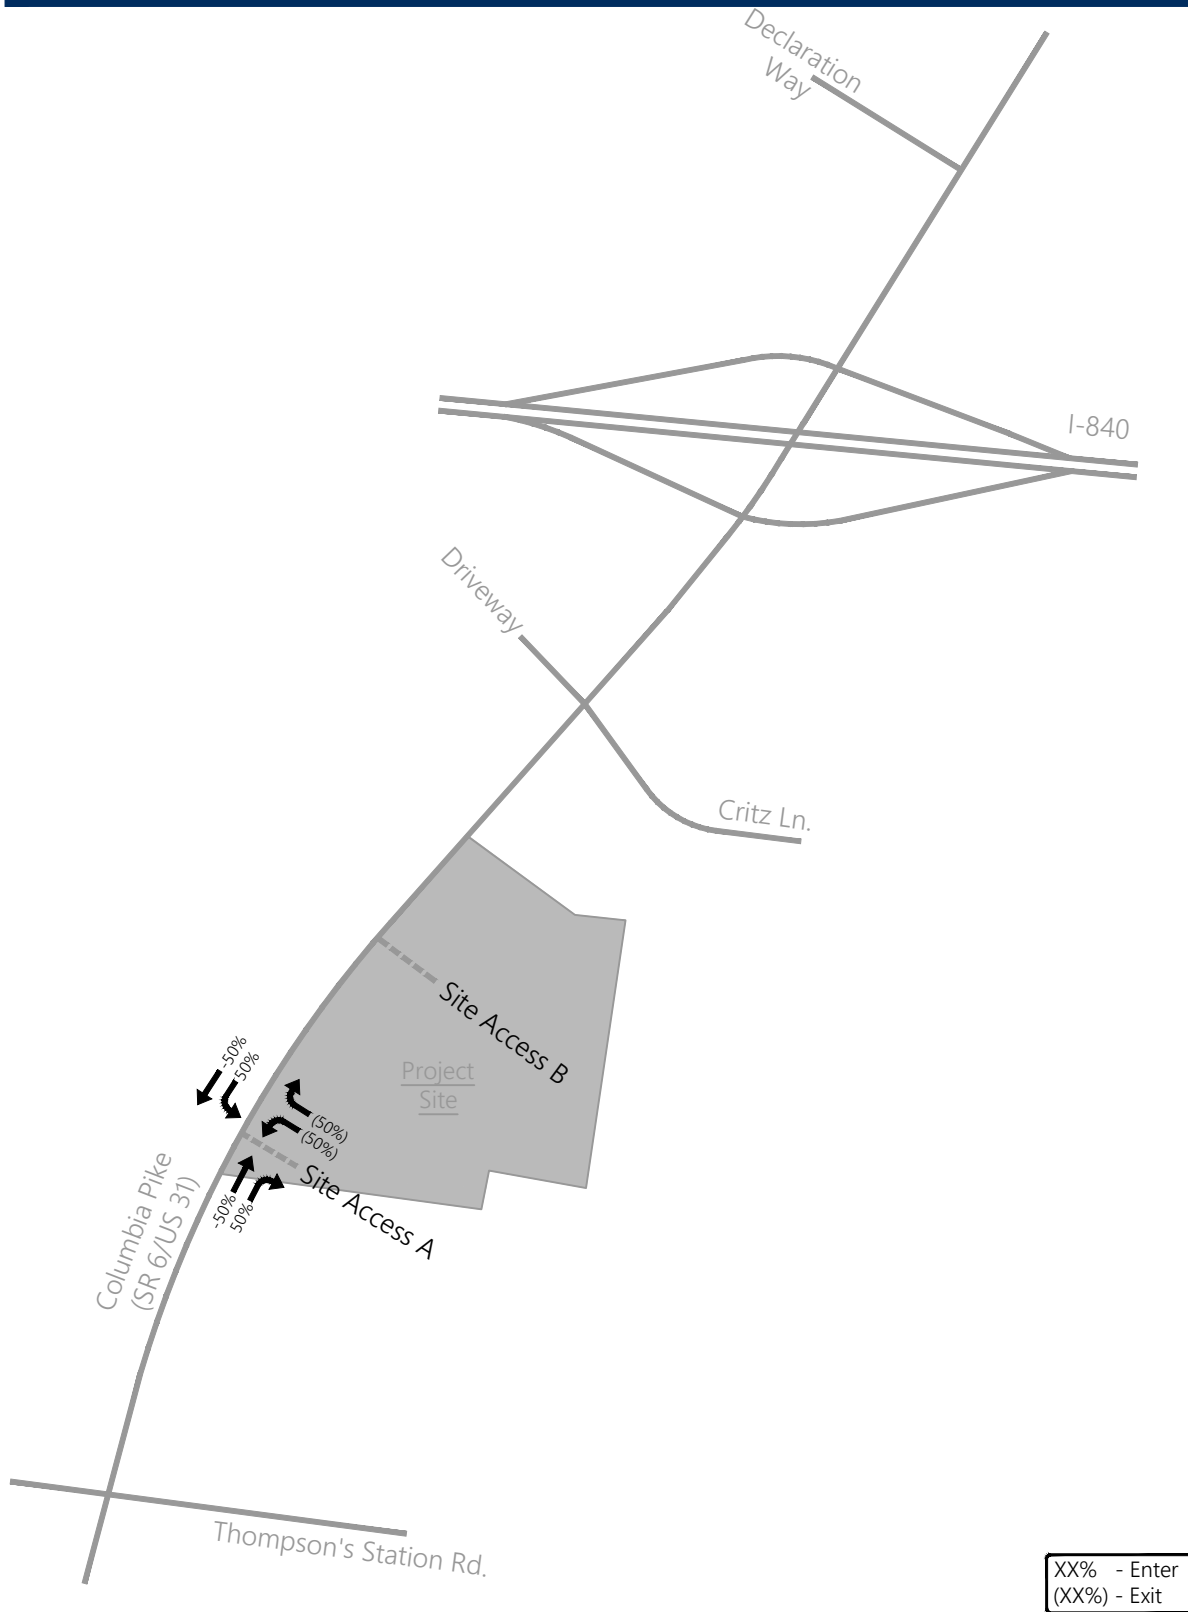 Declaration
Way
I-840
Driveway
Critz Ln.
Site Access B
Project
Site
-50%
50%
(50%)
(50%)
-50%
50%
Site Access A
Columbia Pike
(SR 6/US 31)
Thompson's Station Rd.
XX% - Enter
(XX%) - Exit